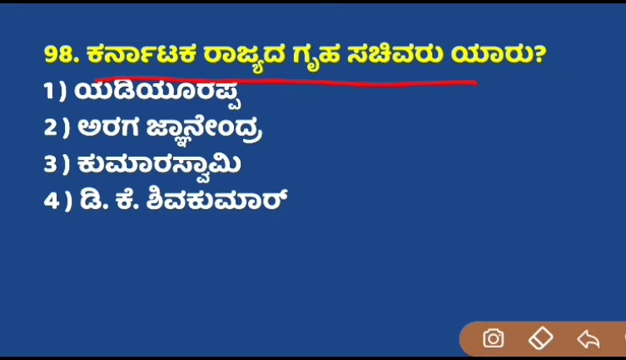 98. ಕರ್ನಾಟಕ ರಾಜ್ಯದ ಗೃಹ ಸಚಿವರು ಯಾರು?
1) ಯಡಿಯೂರಪ್ಪ
2) ಅರಗ ಜ್ಞಾನೇಂದ್ರ
3) ಕುಮಾರಸ್ವಾಮಿ
4) ಡಿ. ಕೆ. ಶಿವಕುಮಾರ್